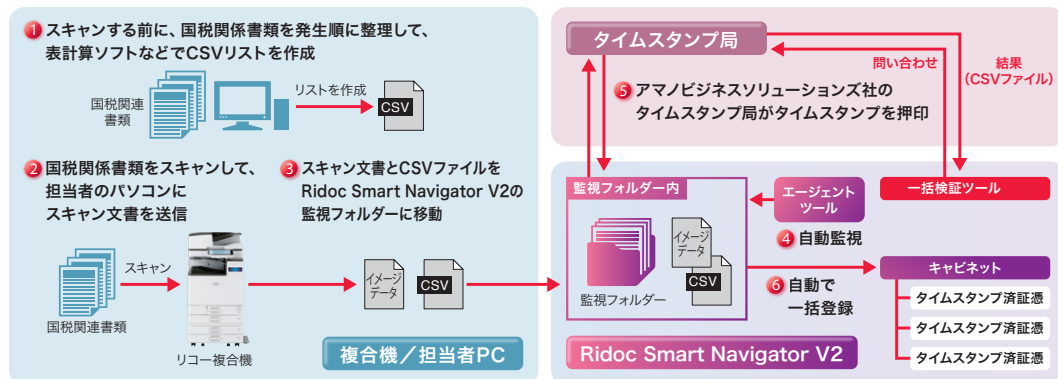 1 スキャンする前に、国税関係書類を発生順に整理して、
表計算ソフトなどでCSVリストを作成
国税関連
書類
リストを作成
CSV
2 国税関係書類をスキャンして、
担当者のパソコンに
スキャン文書を送信
3 スキャン文書とCSVファイルを
Ridoc Smart Navigator V2の
監視フォルダーに移動
国税関連書類
スキャン
リコー複合機
イメージ
データ
CSV
複合機／担当者PC
タイムスタンプ局
問い合わせ
結果
（CSVファイル）
5 アマノビジネスソリューションズ社の
タイムスタンプ局がタイムスタンプを押印
監視フォルダー内
監視フォルダー
イメージ
データ
CSV
エージェント
ツール
4 自動監視
一括検証ツール
6 自動で
一括登録
キャビネット
タイムスタンプ済証憑
タイムスタンプ済証憑
タイムスタンプ済証憑
Ridoc Smart Navigator V2